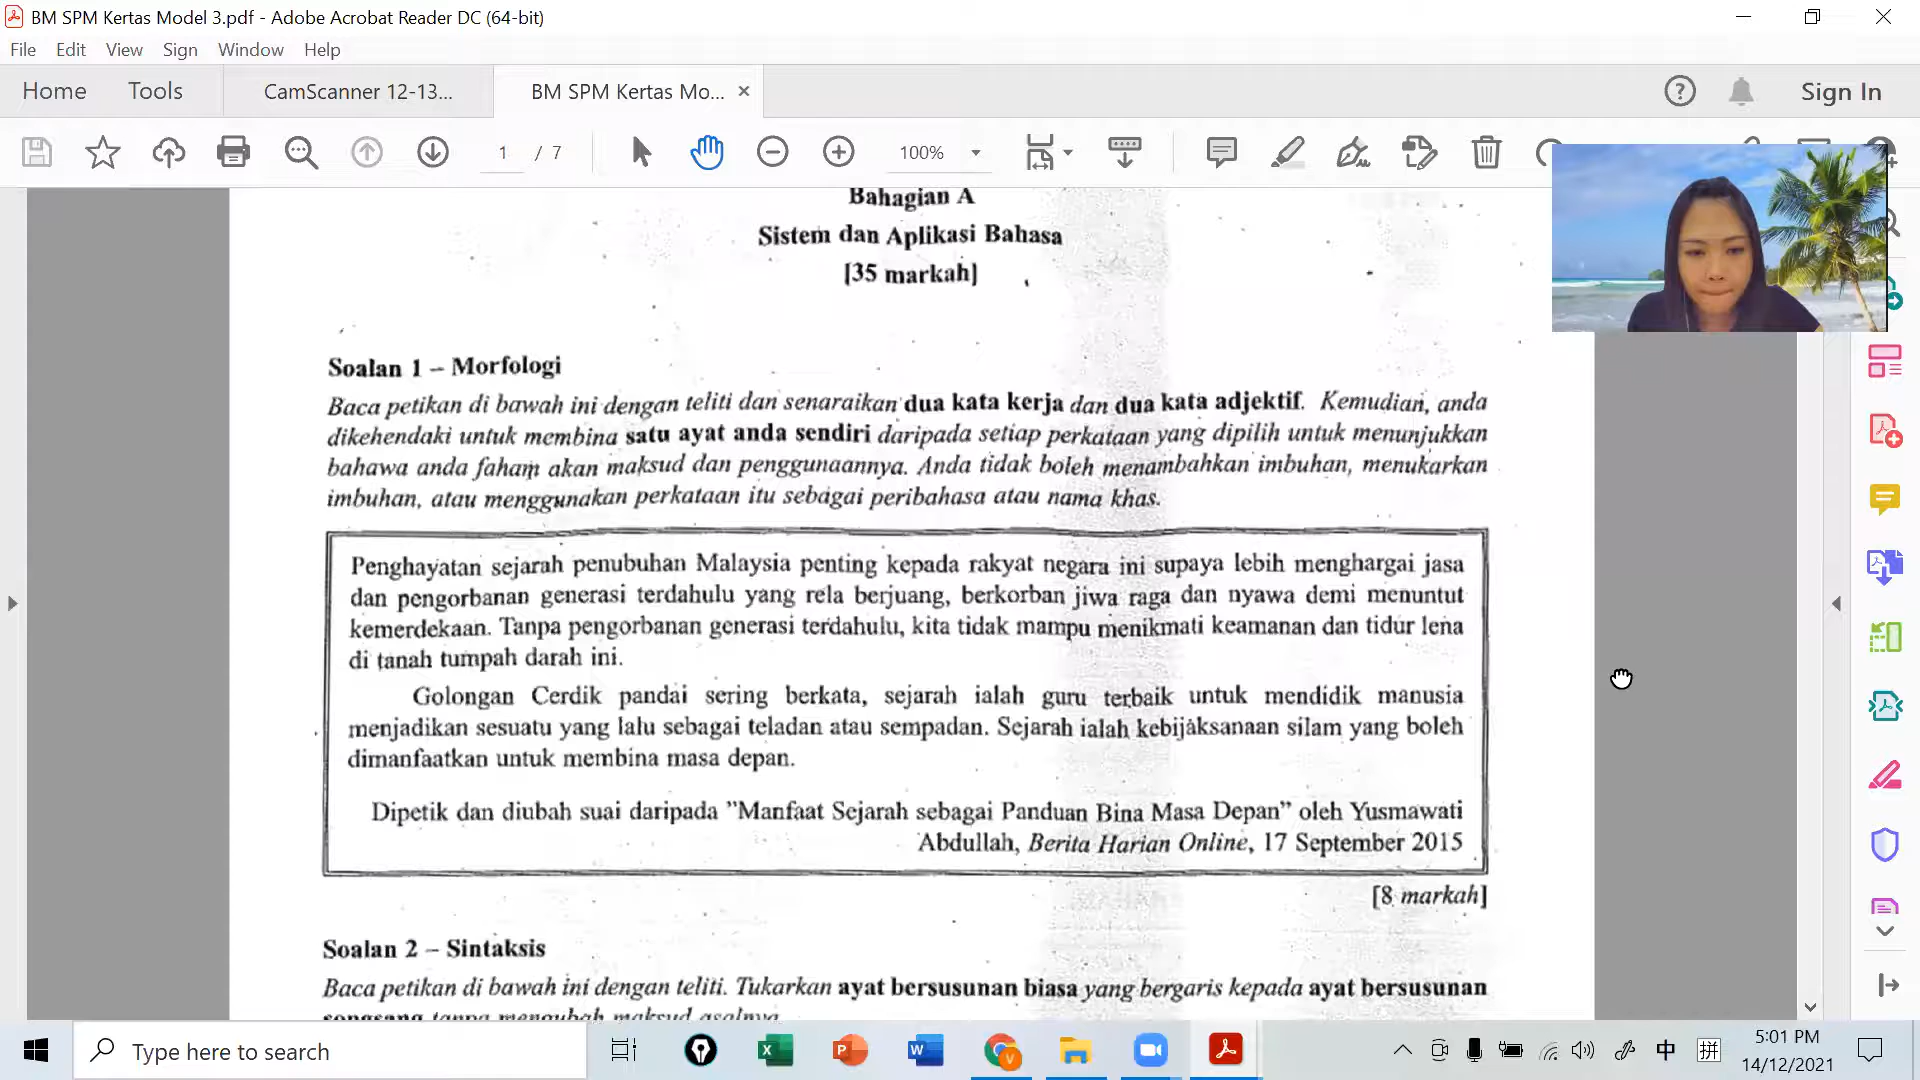 BM SPM Kertas Model 3.pdf - Adobe Acrobat Reader DC (64-bit)
File Edit View Sign Window Help
Home Tools CamScanner 12-13... BM SPM Kertas Mo... Sign In
1 / 7 100%
Bahagian A
Sistem dan Aplikasi Bahasa
[35 markah]
Soalan 1 – Morfologi
Baca petikan di bawah ini dengan teliti dan senaraikan dua kata kerja dan dua kata adjektif. Kemudian, anda
dikehendaki untuk membina satu ayat anda sendiri daripada setiap perkataan yang dipilih untuk menunjukkan
bahawa anda faham akan maksud dan penggunaannya. Anda tidak boleh menambahkan imbuhan, menukarkan
imbuhan, atau menggunakan perkataan itu sebagai peribahasa atau nama khas.
Penghayatan sejarah penubuhan Malaysia penting kepada rakyat negara ini supaya lebih menghargai jasa
dan pengorbanan generasi terdahulu yang rela berjuang, berkorban jiwa raga dan nyawa demi menuntut
kemerdekaan. Tanpa pengorbanan generasi terdahulu, kita tidak mampu menikmati keamanan dan tidur lena
di tanah tumpah darah ini.
Golongan Cerdik pandai sering berkata, sejarah ialah guru terbaik untuk mendidik manusia
menjadikan sesuatu yang lalu sebagai teladan atau sempadan. Sejarah ialah kebijaksanaan silam yang boleh
dimanfaatkan untuk membina masa depan.
Dipetik dan diubah suai daripada ”Manfaat Sejarah sebagai Panduan Bina Masa Depan” oleh Yusmawati
Abdullah, Berita Harian Online, 17 September 2015
[8 markah]
Soalan 2 – Sintaksis
Baca petikan di bawah ini dengan teliti. Tukarkan ayat bersusunan biasa yang bergaris kepada ayat bersusunan
songsang tanpa mengubah maksud asalnya.
Type here to search
中 拼 5:01 PM
14/12/2021